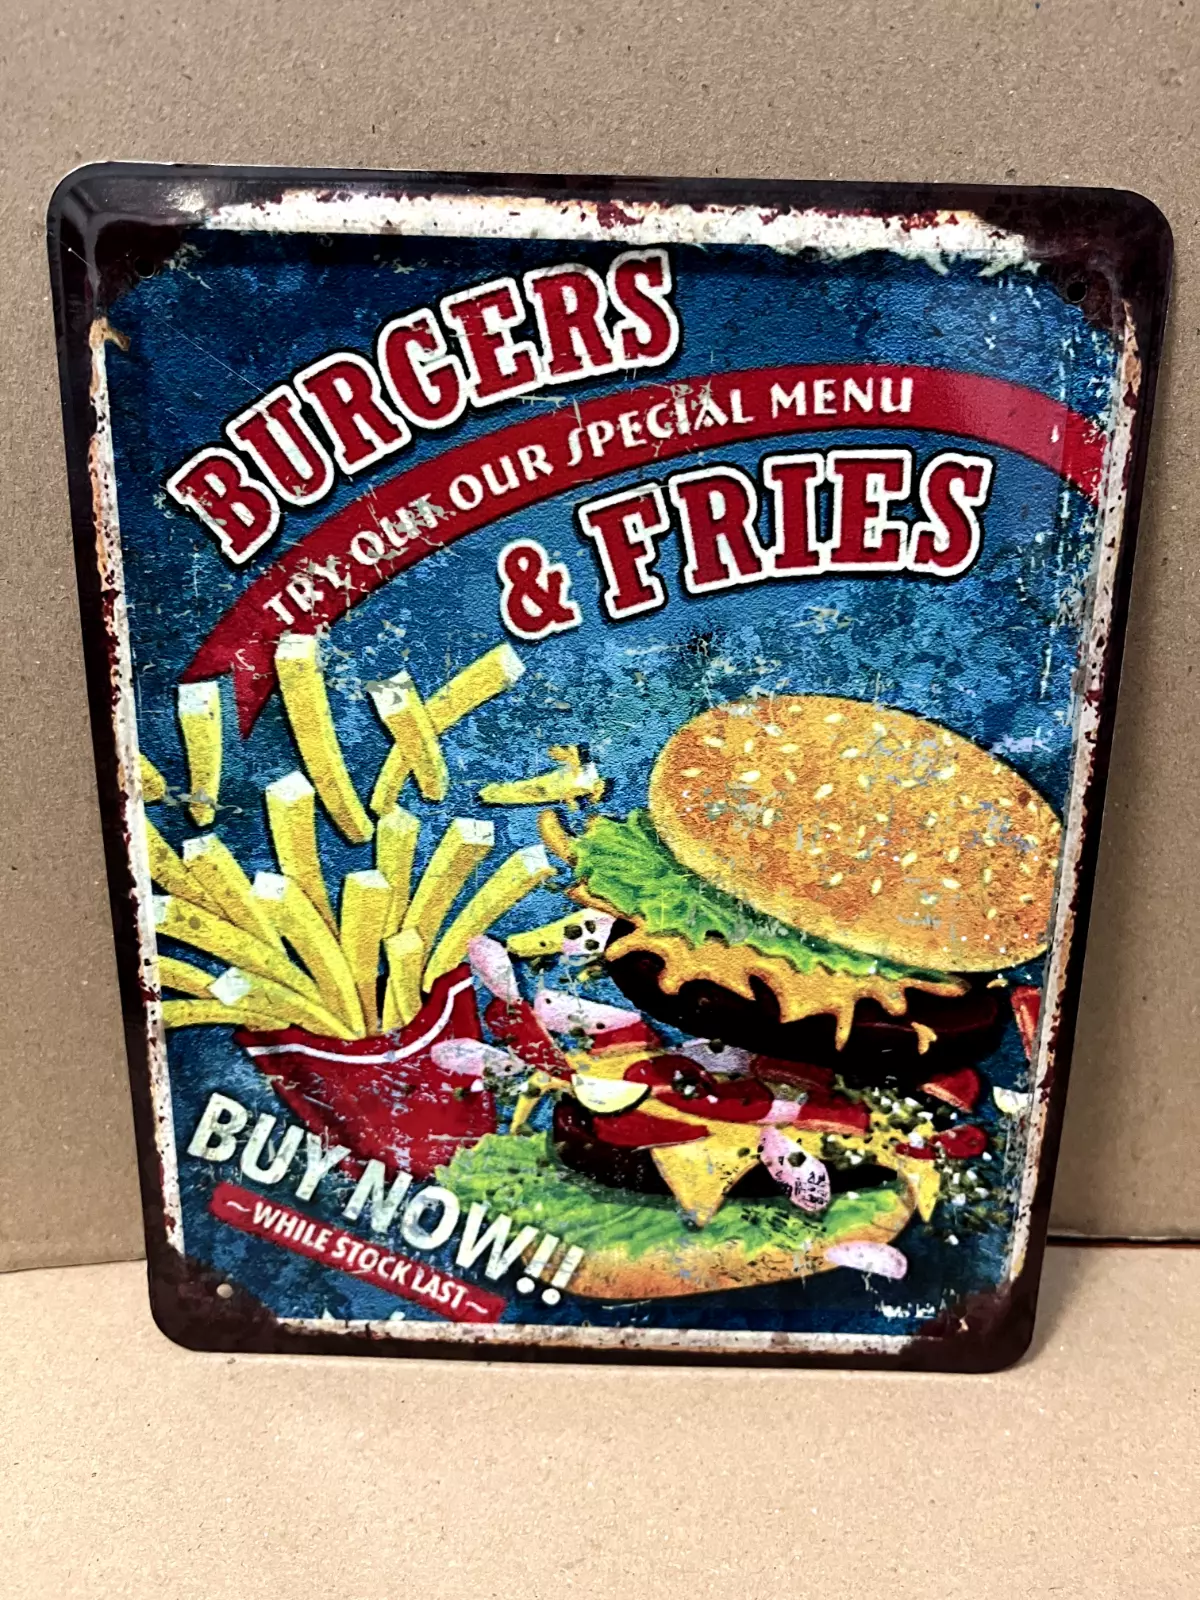 BURGERS
TRY OUT OUR SPECIAL MENU
& FRIES
BUY NOW!!
~WHILE STOCK LAST~